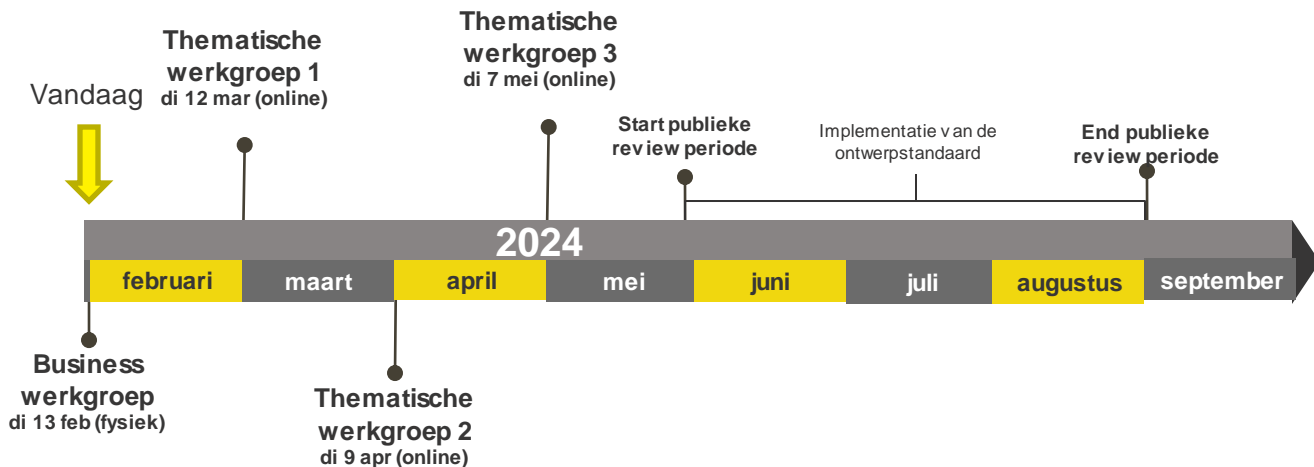 Vandaag
Thematische
werkgroep 1
di 12 mar (online)
Thematische
werkgroep 3
di 7 mei (online)
Start publieke
review periode
Implementatie van de
ontwerpstandaard
End publieke
review periode
2024
februari
maart
april
mei
juni
juli
augustus
september
Business
werkgroep
di 13 feb (fysiek)
Thematische
werkgroep 2
di 9 apr (online)